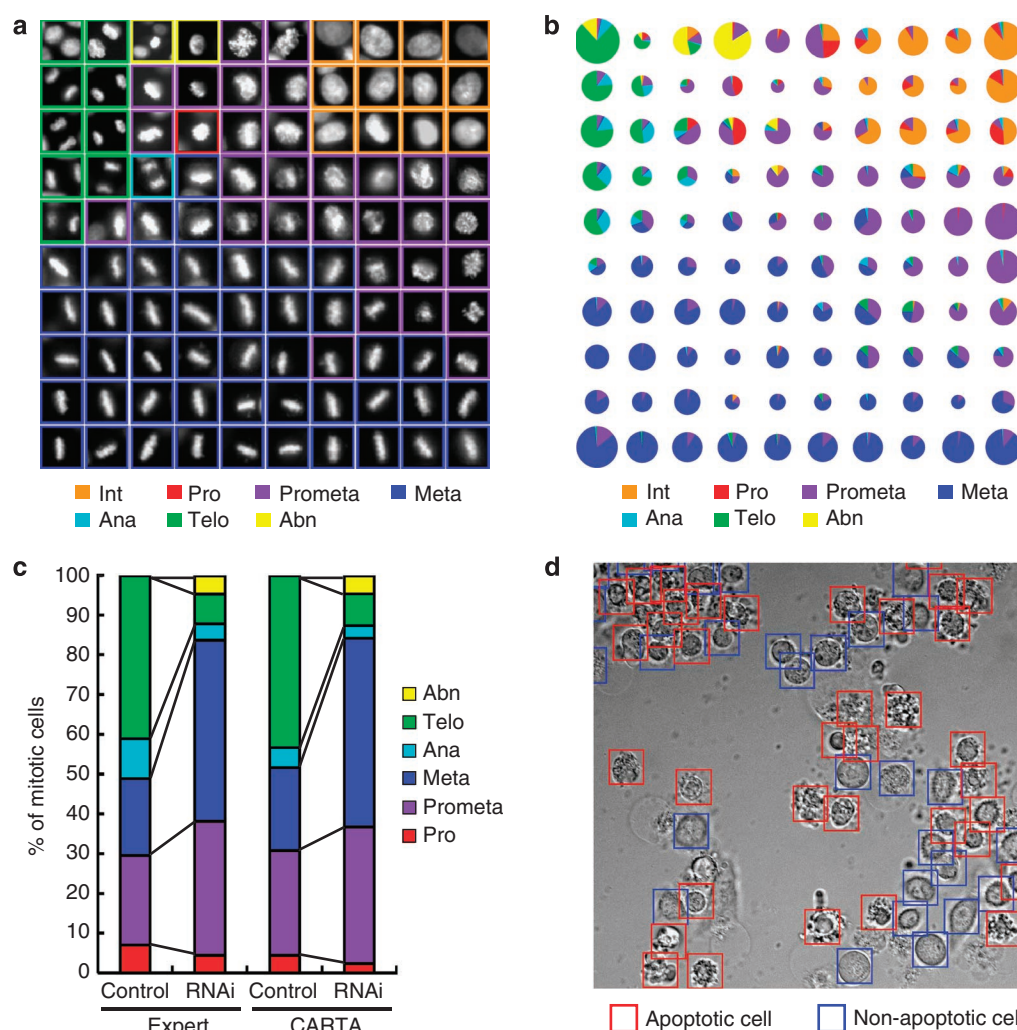 a
Int Pro Prometa Meta
Ana Telo Abn
b
Int Pro Prometa Meta
Ana Telo Abn
c
% of mitotic cells
100
90
80
70
60
50
40
30
20
10
0
Abn
Telo
Ana
Meta
Prometa
Pro
Control RNAi Control RNAi
Expert CARTA
d
Apoptotic cell Non-apoptotic cel